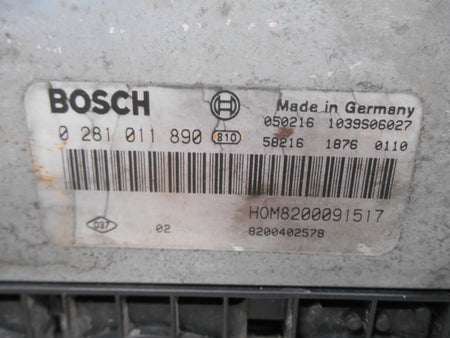 BOSCH
Made in Germany
050216 1039S06027
0 281 011 890 810
58216 1876 0110
HOM8200091517
037 02 8200402578